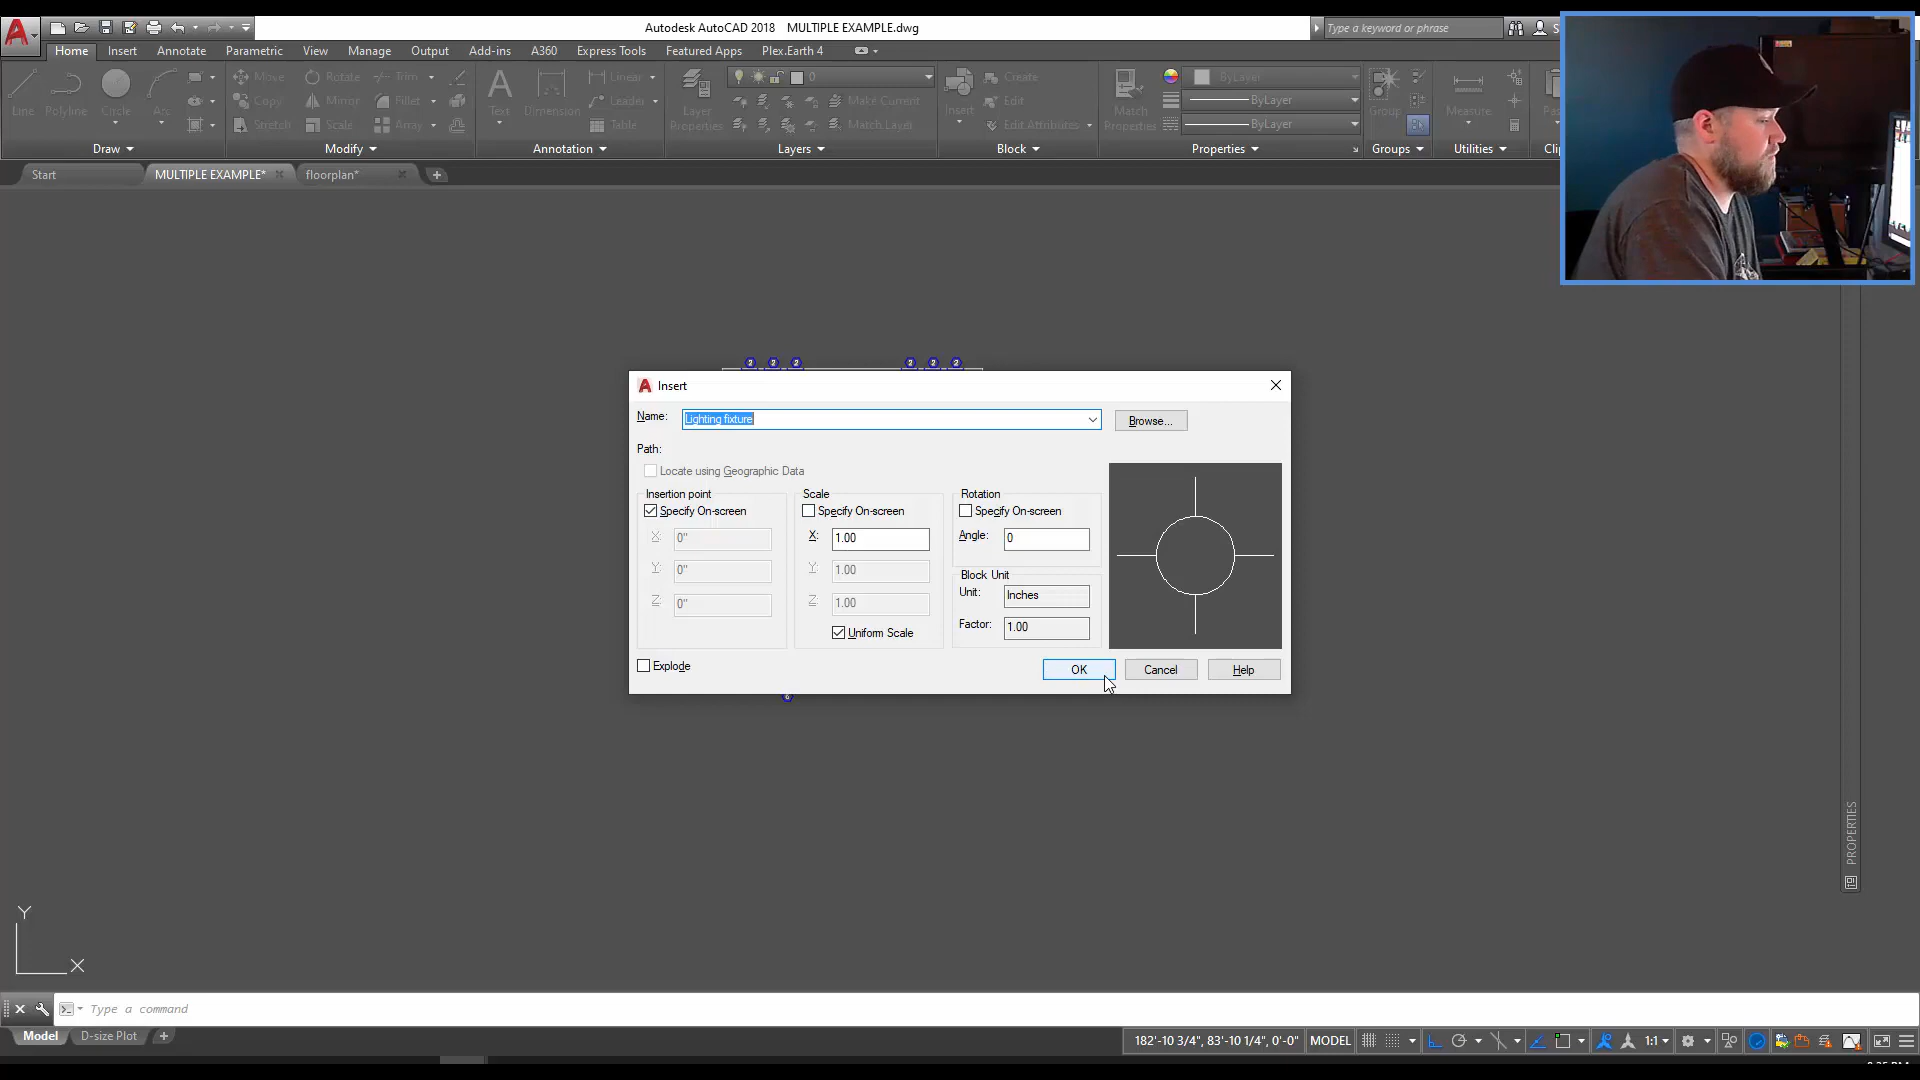 Autodesk AutoCAD 2018 MULTIPLE EXAMPLE.dwg
Type a keyword or phrase
Home Insert Annotate Parametric View Manage Output Add-ins A360 Express Tools Featured Apps Plex.Earth 4
Line Polyline Circle Arc
Move Rotate Trim
Copy Mirror Fillet
Stretch Scale Array
Text Dimension
Linear
Leader
Table
Layer Properties
0
Make Current
Match Layer
Insert
Create
Edit
Edit Attributes
Match Properties
ByLayer
ByLayer
ByLayer
Group
Measure
Draw Modify Annotation Layers Block Properties Groups Utilities
Start MULTIPLE EXAMPLE* floorplan*
2 2 2 2 2 2
Insert
Name: Lighting fixture Browse...
Path:
Locate using Geographic Data
Insertion point Scale Rotation
Specify On-screen Specify On-screen Specify On-screen
X: 0" X: 1.00 Angle: 0
Y: 0" Y: 1.00
Block Unit
Unit: Inches
Z: 0" Z: 1.00
Factor: 1.00
Uniform Scale
Explode OK Cancel Help
PROPERTIES
Y
X
Type a command
Model D-size Plot
182'-10 3/4", 83'-10 1/4", 0'-0" MODEL 1:1